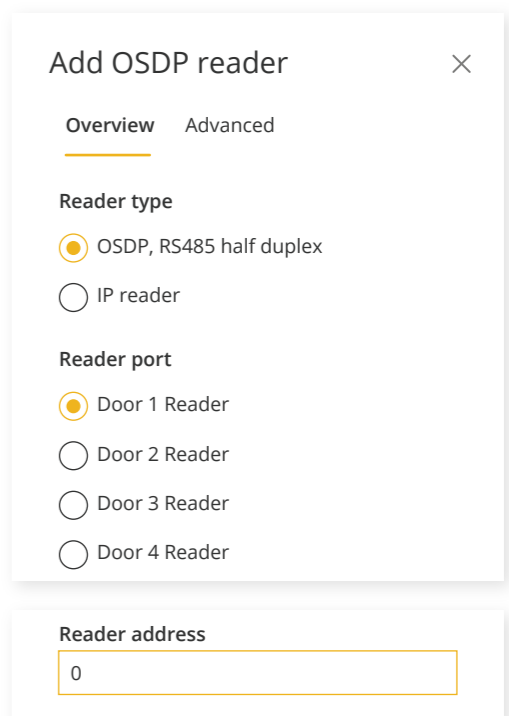 Add OSDP reader
Overview Advanced
Reader type
OSDP, RS485 half duplex
IP reader
Reader port
Door 1 Reader
Door 2 Reader
Door 3 Reader
Door 4 Reader
Reader address
0